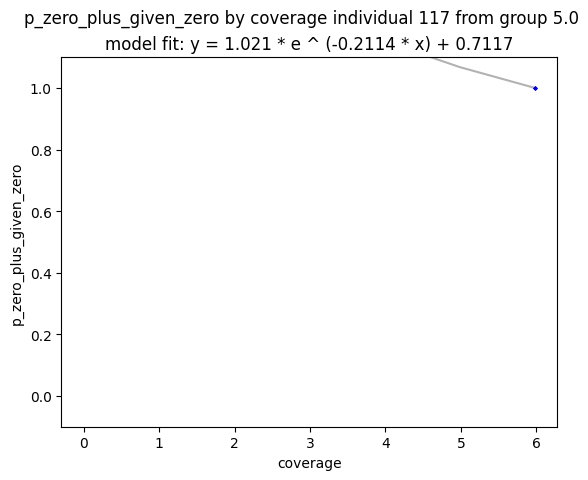 p_zero_plus_given_zero by coverage individual 117 from group 5.0
model fit: y = 1.021 * e ^ (-0.2114 * x) + 0.7117
1.0
0.8
0.6
0.4
0.2
0.0
p_zero_plus_given_zero
0 1 2 3 4 5 6
coverage